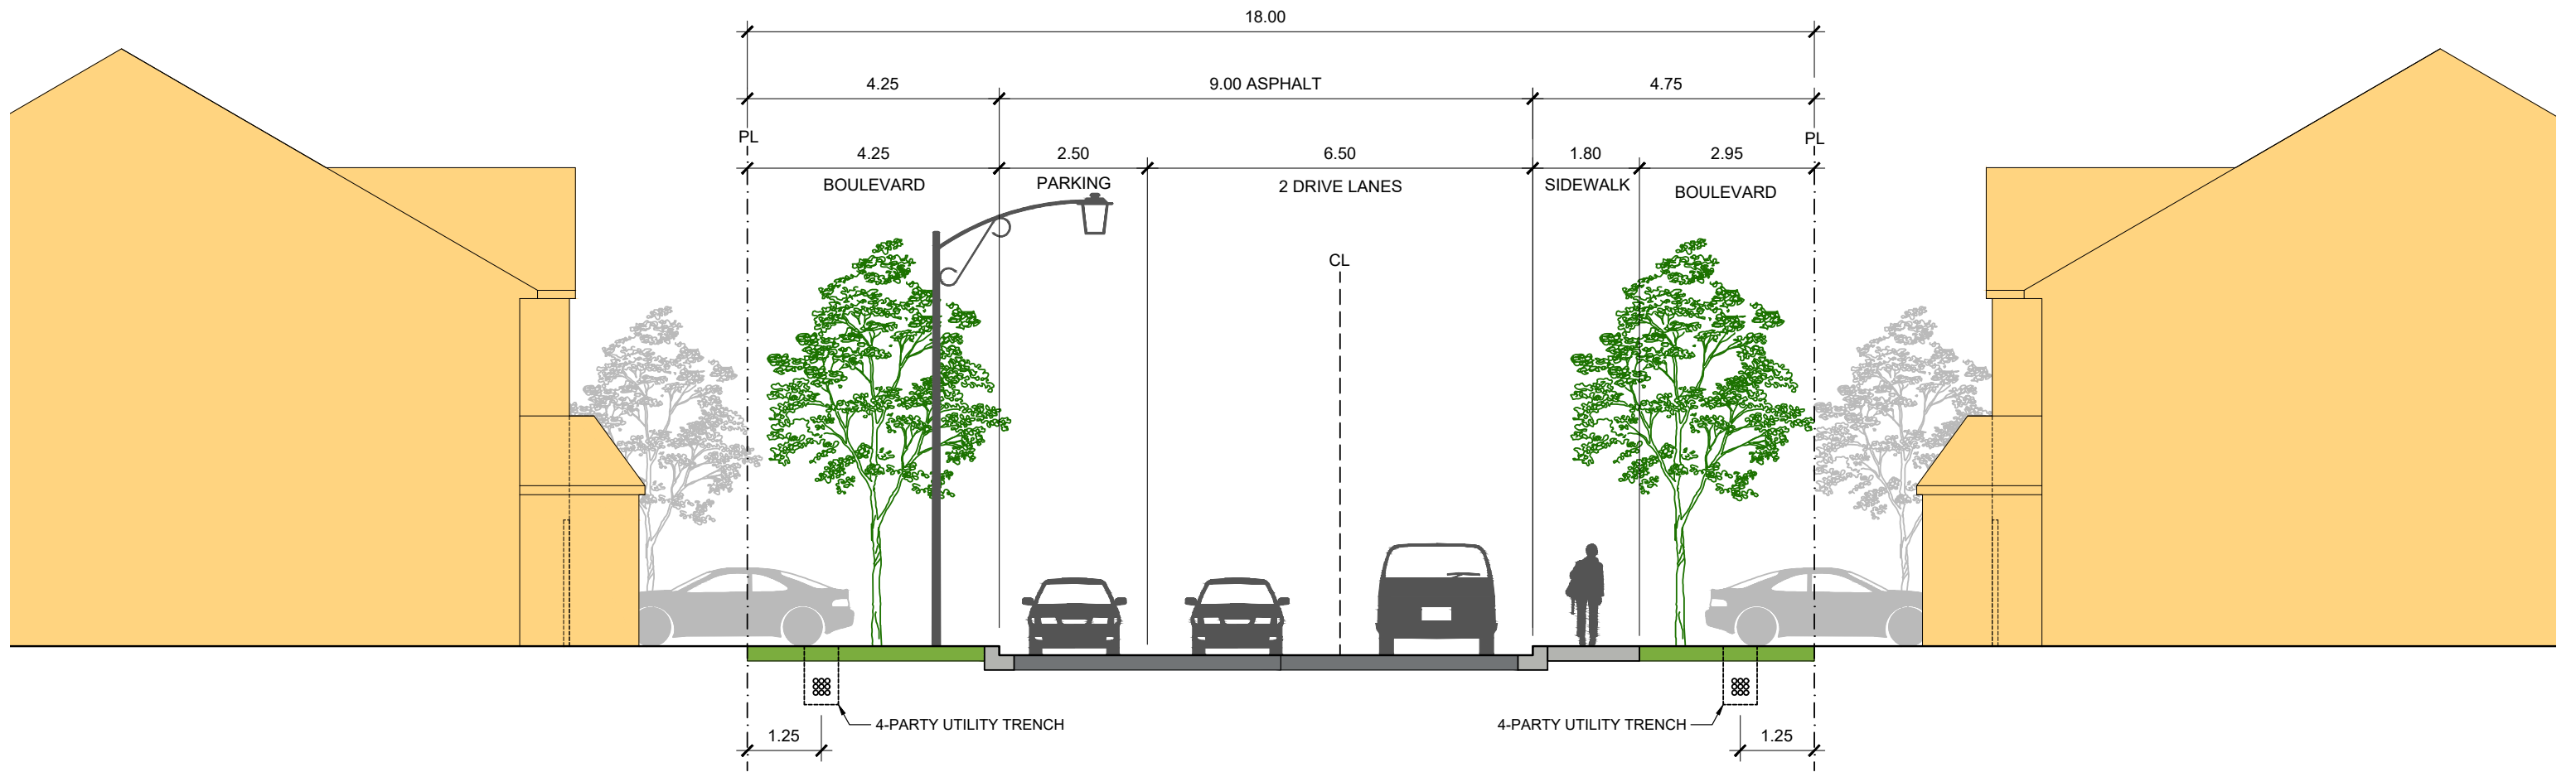 18.00
4.25 9.00 ASPHALT 4.75
PL PL
4.25 2.50 6.50 1.80 2.95
BOULEVARD PARKING 2 DRIVE LANES SIDEWALK BOULEVARD
CL
4-PARTY UTILITY TRENCH 4-PARTY UTILITY TRENCH
1.25 1.25